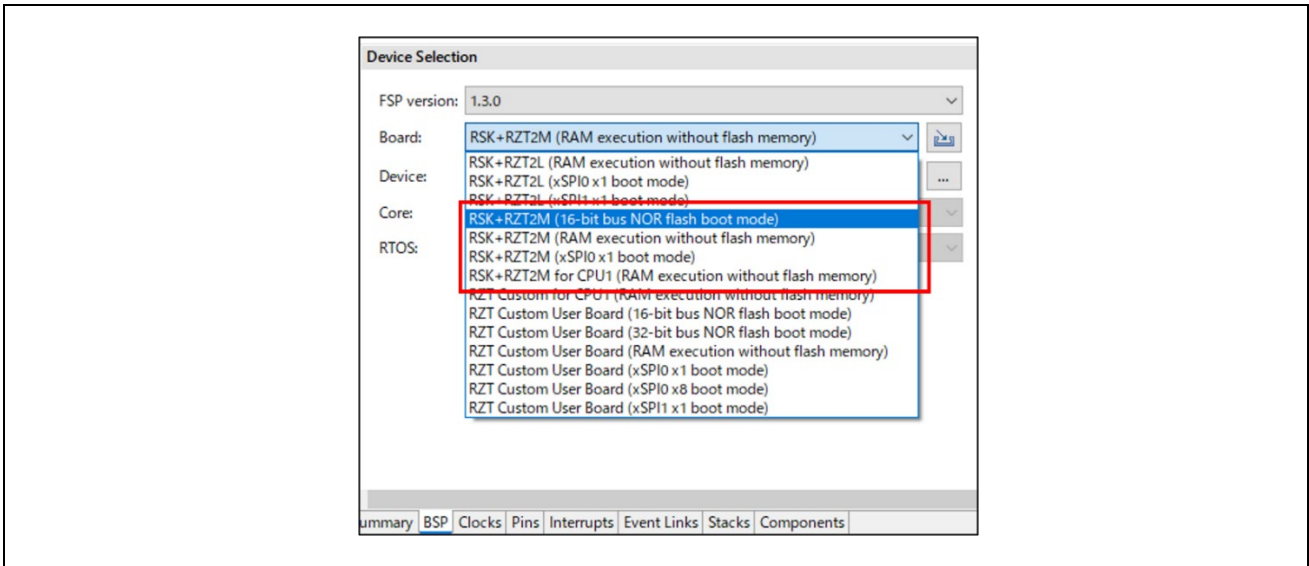 Device Selection
FSP version: 1.3.0
Board: RSK+RZT2M (RAM execution without flash memory)
RSK+RZT2L (RAM execution without flash memory)
Device: ...
RSK+RZT2L (xSPI0 x1 boot mode)
RSK+RZT2L (xSPI1 x1 boot mode)
Core:
RSK+RZT2M (16-bit bus NOR flash boot mode)
RSK+RZT2M (RAM execution without flash memory)
RTOS:
RSK+RZT2M (xSPI0 x1 boot mode)
RSK+RZT2M for CPU1 (RAM execution without flash memory)
RZT Custom for CPU1 (RAM execution without flash memory)
RZT Custom User Board (16-bit bus NOR flash boot mode)
RZT Custom User Board (32-bit bus NOR flash boot mode)
RZT Custom User Board (RAM execution without flash memory)
RZT Custom User Board (xSPI0 x1 boot mode)
RZT Custom User Board (xSPI0 x8 boot mode)
RZT Custom User Board (xSPI1 x1 boot mode)
ummary BSP Clocks Pins Interrupts Event Links Stacks Components